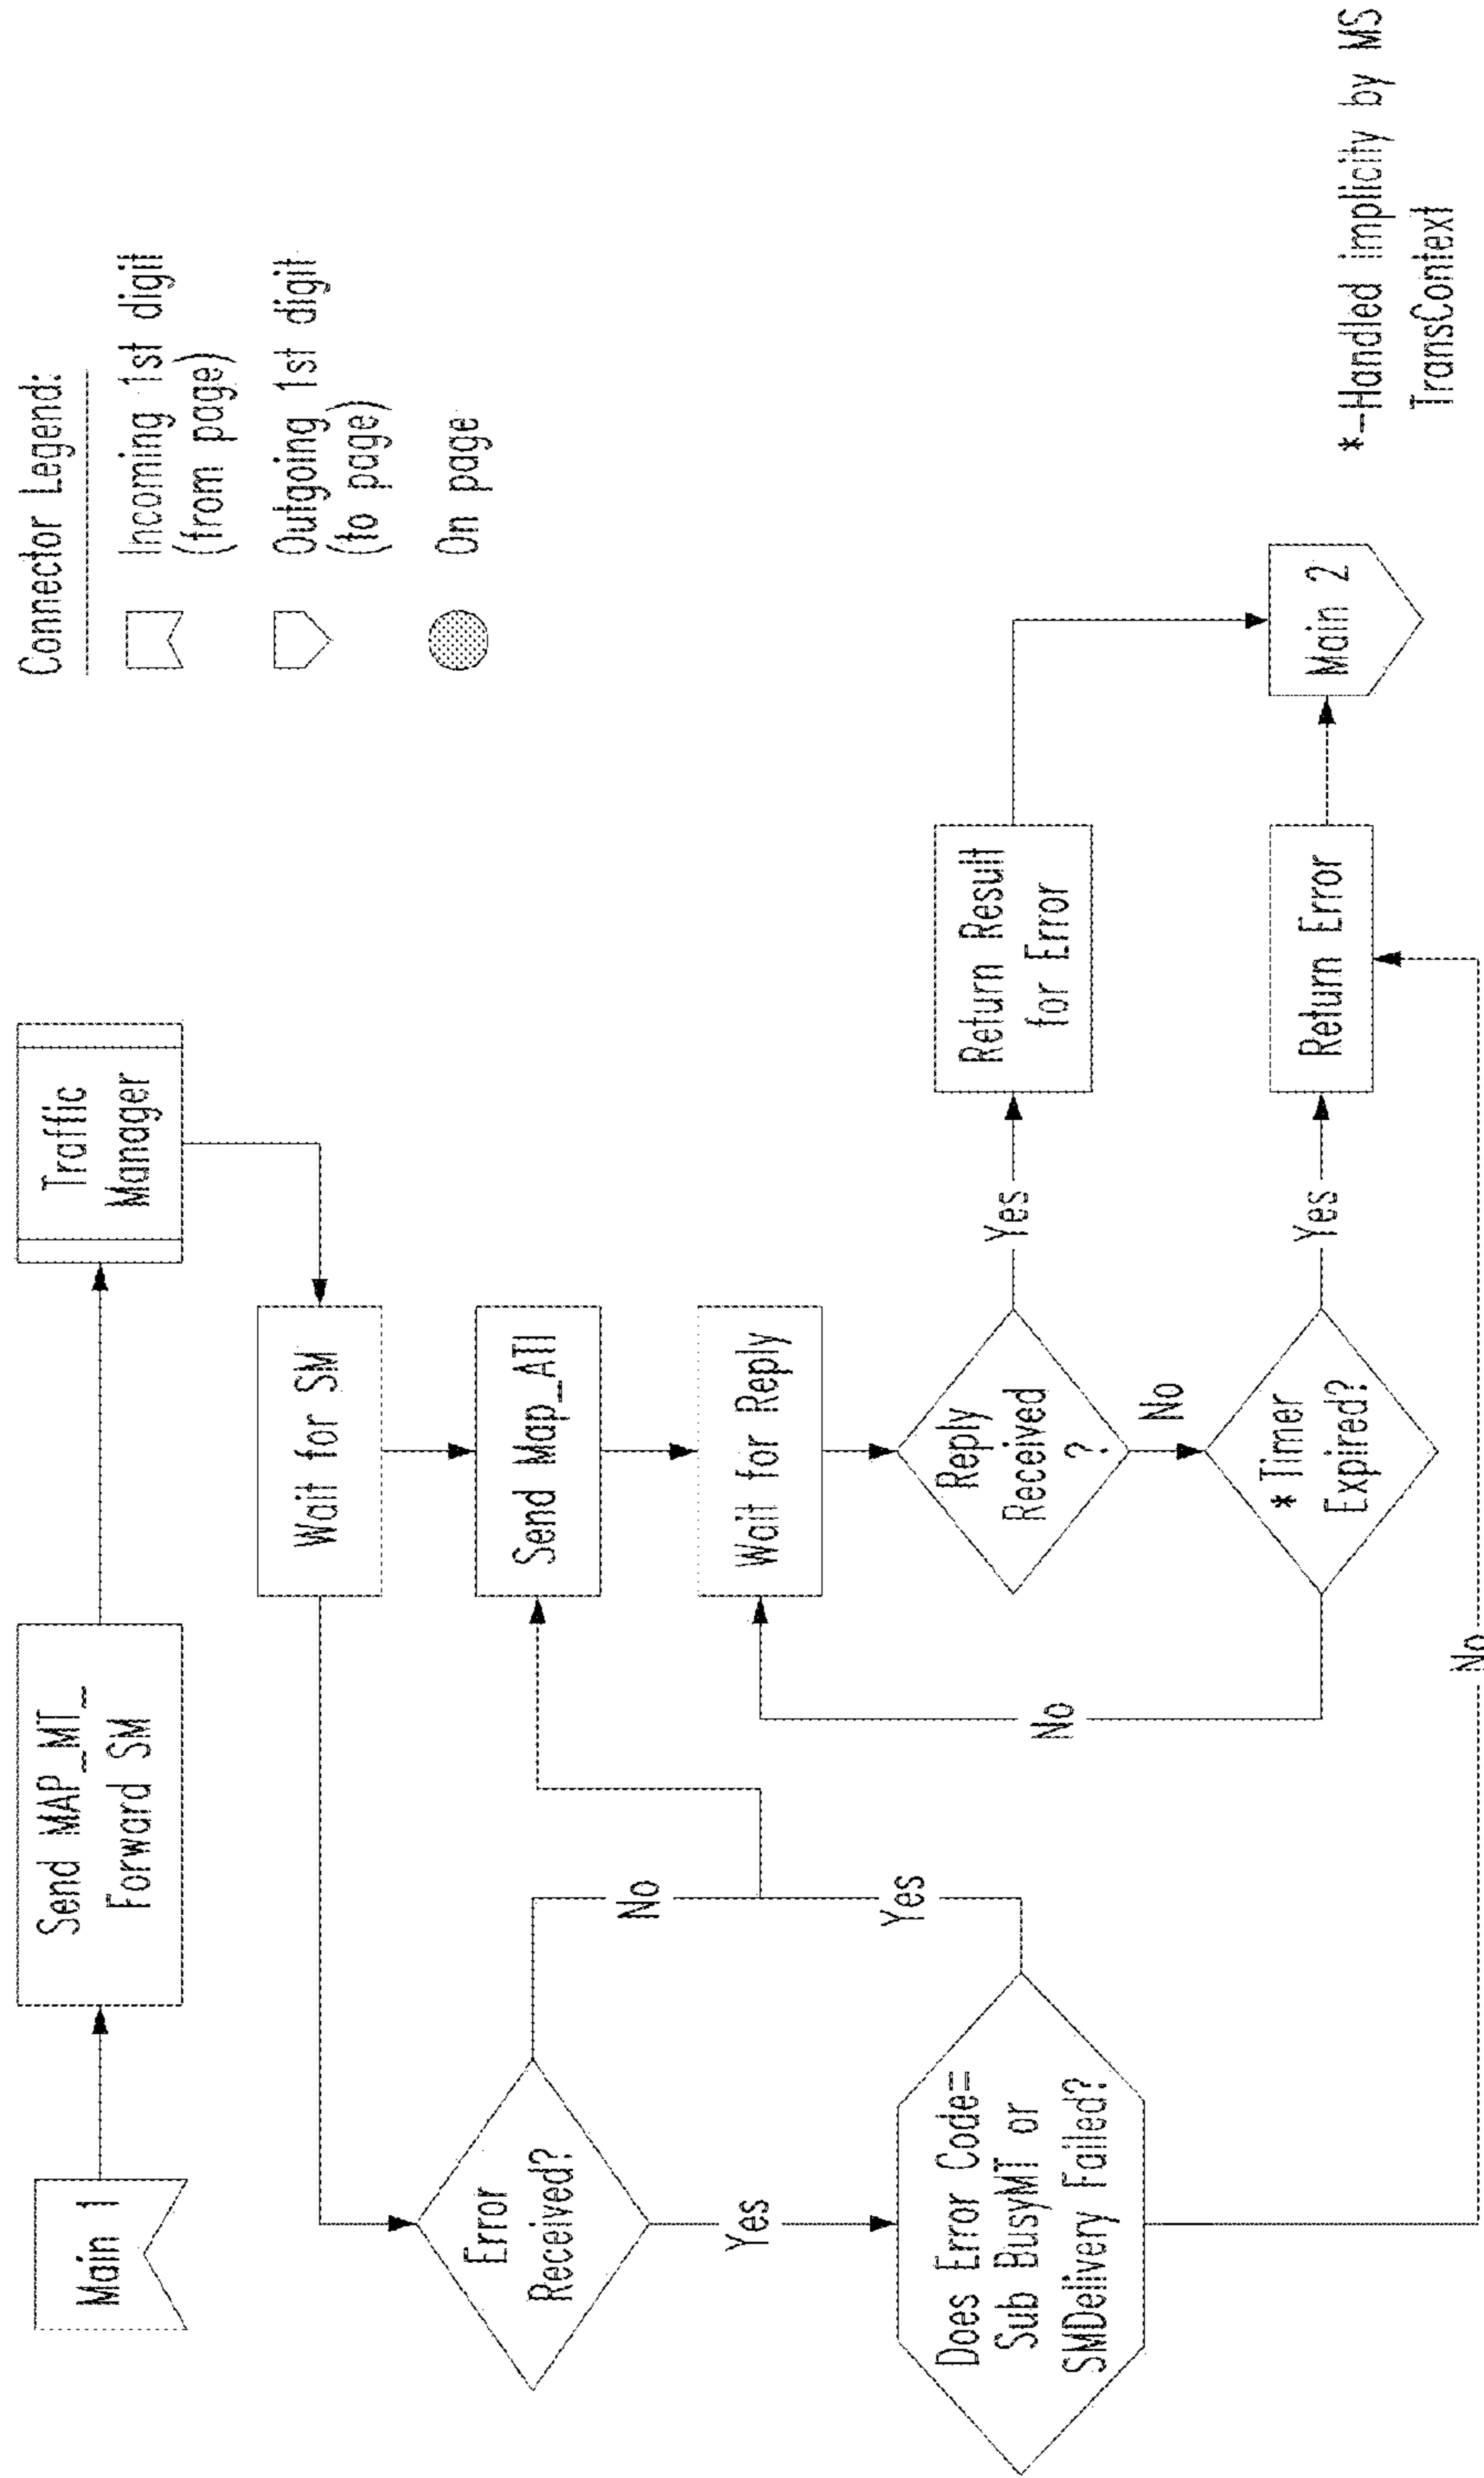 Connector Legend:
Incoming 1st digit
(from page)
Outgoing 1st digit
(to page)
On page
Main 1
Send MAP_MT_
Forward SM
Traffic
Manager
Wait for SM
Error
Received?
No
Yes
Does Error Code=
Sub BusyMT or
SMDelivery Failed?
Yes
No
Send Map_ATI
Wait for Reply
Reply
Received
?
Yes
No
* Timer
Expired?
Yes
No
Return Result
for Error
Return Error
Main 2
*-Handled implicity by MS
TransContext